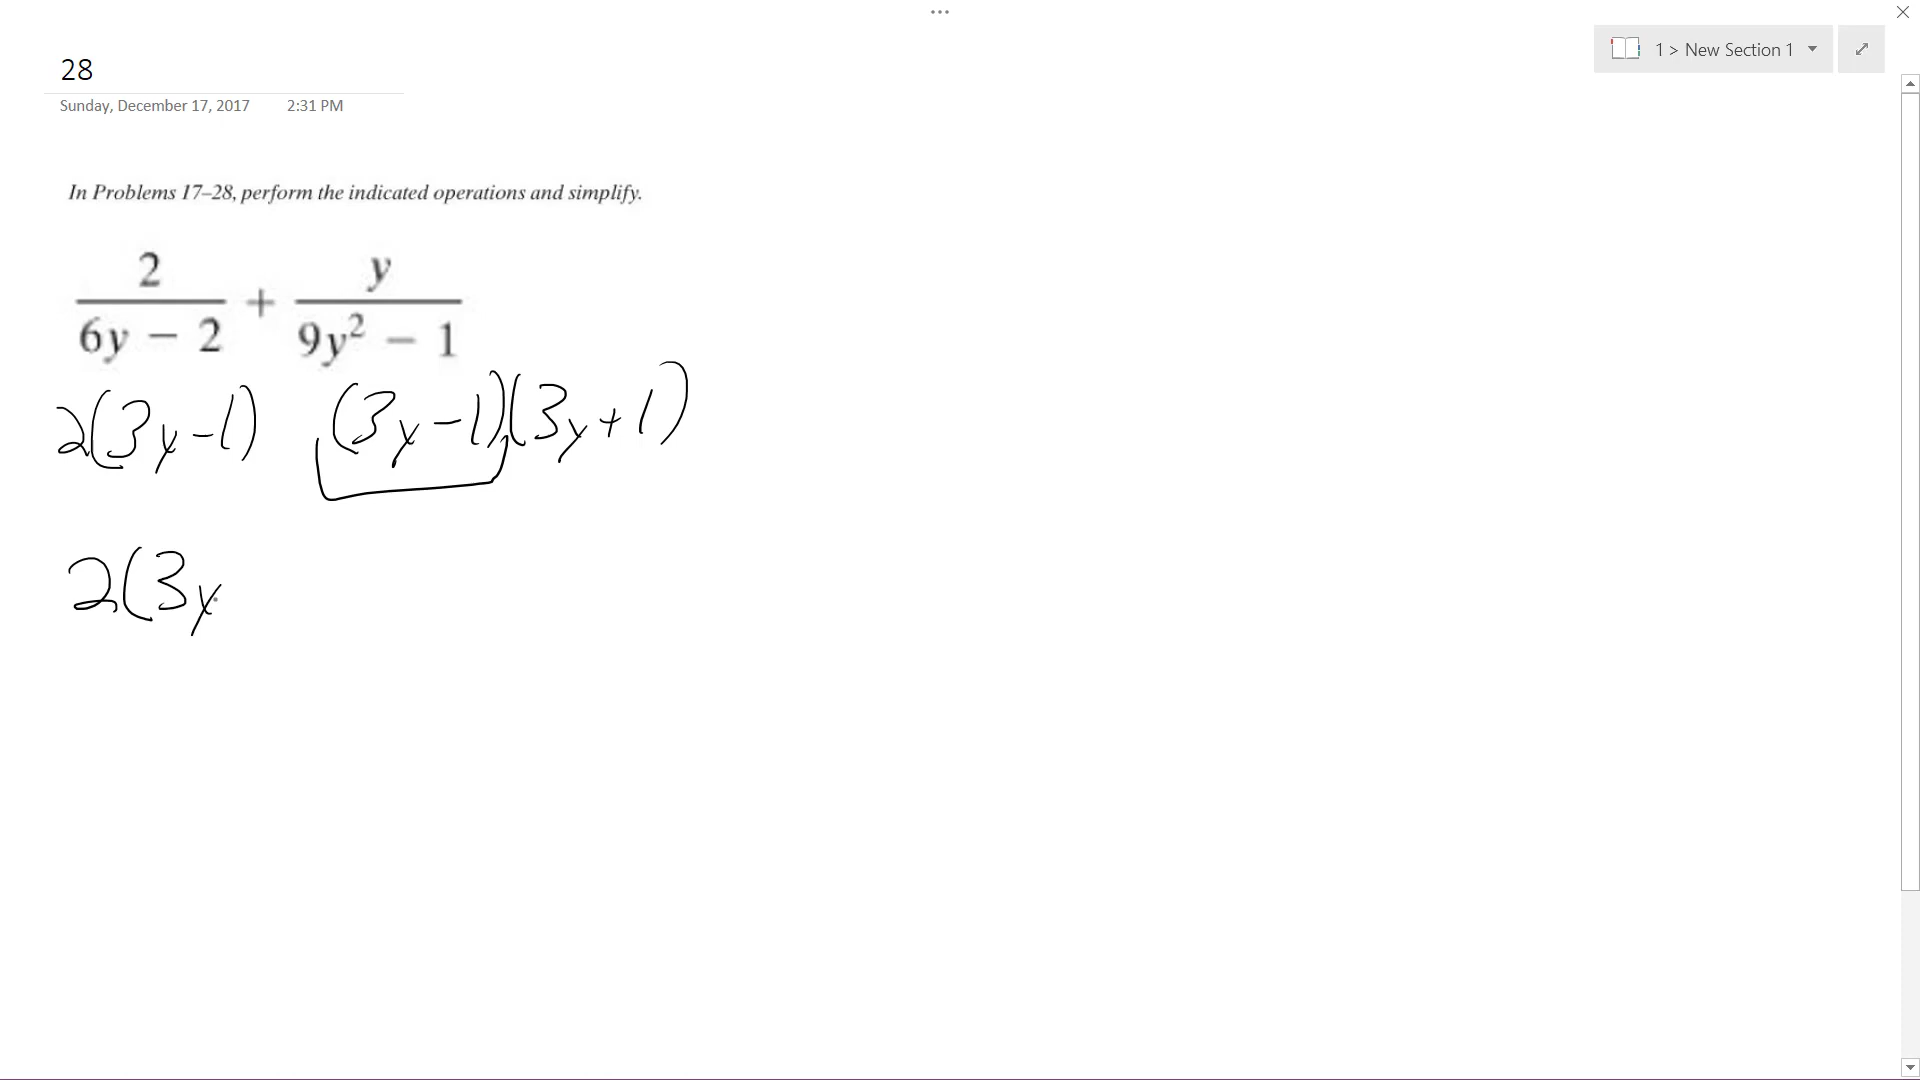 1 > New Section 1
28
Sunday, December 17, 2017 2:31 PM
In Problems 17–28, perform the indicated operations and simplify.
2/(6y − 2) + y/(9y² − 1)
2(3y-1) (3y-1)(3y+1)
2(3y